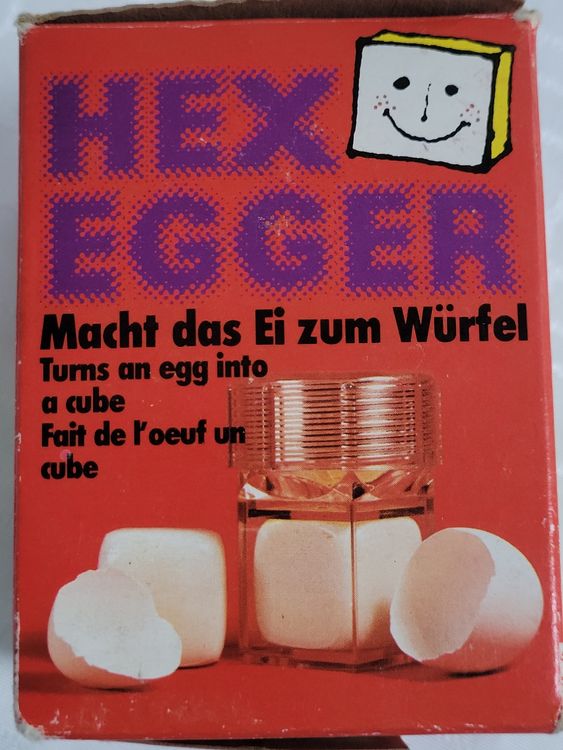 HEX
EGGER
Macht das Ei zum Würfel
Turns an egg into
a cube
Fait de l'oeuf un
cube